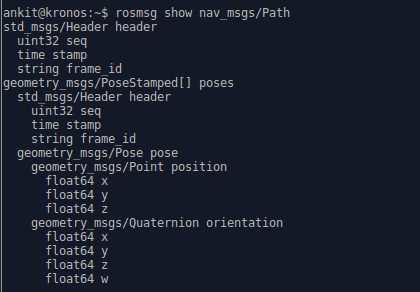 ankit@kronos:~$ rosmsg show nav_msgs/Path
std_msgs/Header header
  uint32 seq
  time stamp
  string frame_id
geometry_msgs/PoseStamped[] poses
  std_msgs/Header header
    uint32 seq
    time stamp
    string frame_id
  geometry_msgs/Pose pose
    geometry_msgs/Point position
      float64 x
      float64 y
      float64 z
    geometry_msgs/Quaternion orientation
      float64 x
      float64 y
      float64 z
      float64 w